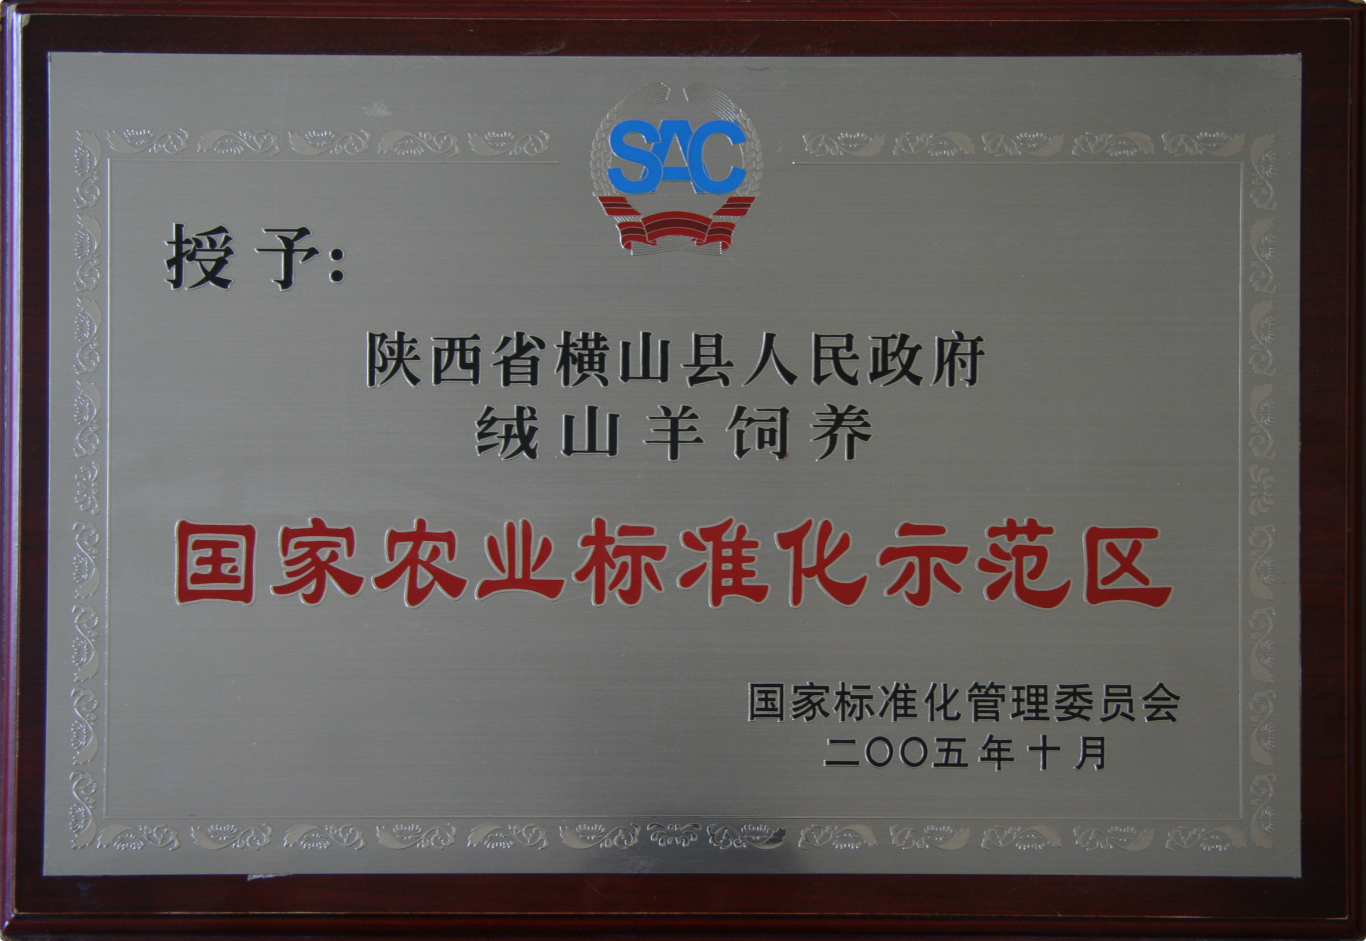 SAC
授予:
陕西省横山县人民政府
绒山羊饲养
国家农业标准化示范区
国家标准化管理委员会
二〇〇五年十月